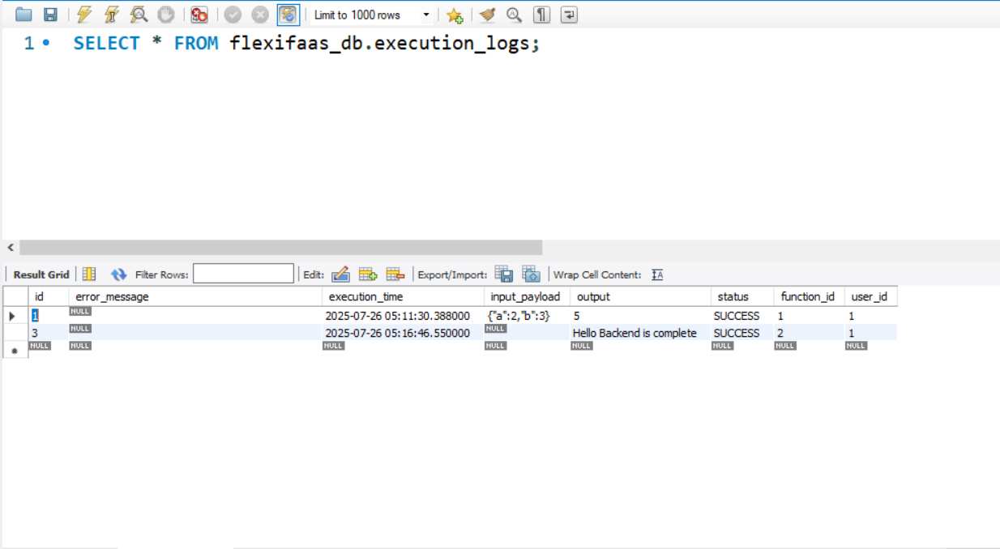 Limit to 1000 rows
1 SELECT * FROM flexifaas_db.execution_logs;
Result Grid Filter Rows: Edit: Export/Import: Wrap Cell Content: IA
id error_message execution_time input_payload output status function_id user_id
1 NULL 2025-07-26 05:11:30.388000 {"a":2,"b":3} 5 SUCCESS 1 1
3 NULL 2025-07-26 05:16:46.550000 NULL Hello Backend is complete SUCCESS 2 1
NULL NULL NULL NULL NULL NULL NULL NULL